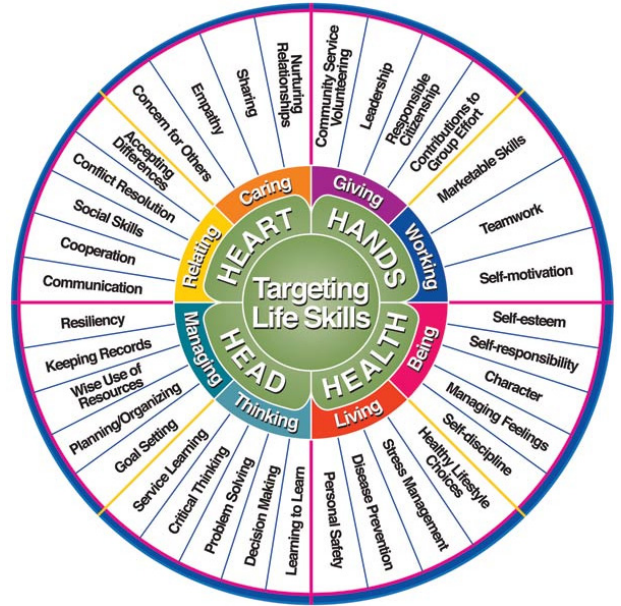 Targeting
Life Skills
HEART
HANDS
HEALTH
HEAD
Caring
Giving
Working
Being
Living
Thinking
Managing
Relating
Nurturing
Relationships
Sharing
Empathy
Concern for Others
Community Service
Volunteering
Leadership
Responsible
Citizenship
Contributions to
Group Effort
Marketable Skills
Teamwork
Self-motivation
Self-esteem
Self-responsibility
Character
Managing Feelings
Self-discipline
Healthy Lifestyle
Choices
Stress Management
Disease Prevention
Personal Safety
Learning to Learn
Decision Making
Problem Solving
Critical Thinking
Service Learning
Goal Setting
Planning/Organizing
Wise Use of
Resources
Keeping Records
Resiliency
Communication
Cooperation
Social Skills
Conflict Resolution
Accepting
Differences